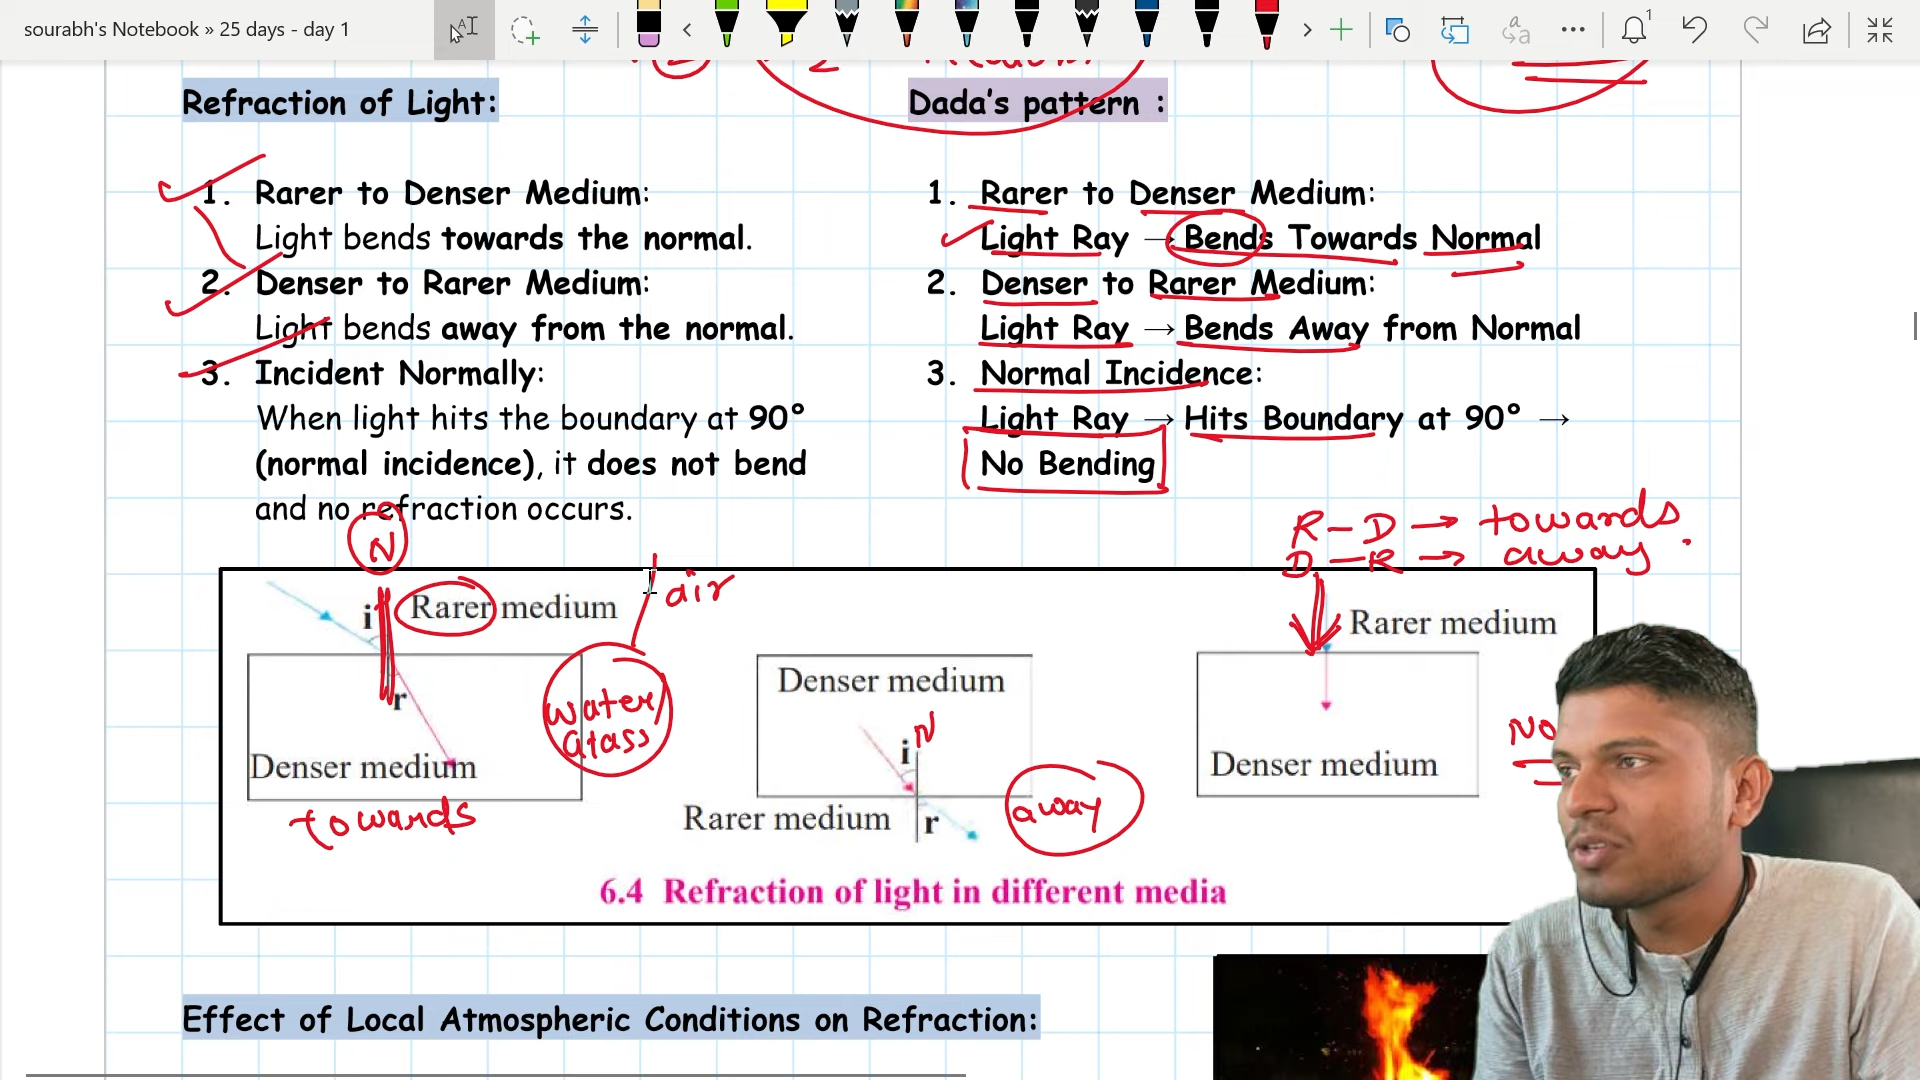 sourabh's Notebook » 25 days - day 1
Refraction of Light:
1. Rarer to Denser Medium:
Light bends towards the normal.
2. Denser to Rarer Medium:
Light bends away from the normal.
3. Incident Normally:
When light hits the boundary at 90°
(normal incidence), it does not bend
and no refraction occurs.
Dada's pattern :
1. Rarer to Denser Medium:
Light Ray → Bends Towards Normal
2. Denser to Rarer Medium:
Light Ray → Bends Away from Normal
3. Normal Incidence:
Light Ray → Hits Boundary at 90° →
No Bending
R - D → towards
D - R → away
N
i
Rarer medium
air
r
water/
Glass
Denser medium
towards
Denser medium
i
N
Rarer medium
r
away
Rarer medium
Denser medium
No
6.4 Refraction of light in different media
Effect of Local Atmospheric Conditions on Refraction: